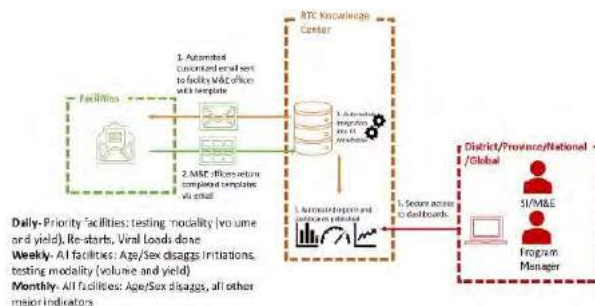 RTC Knowledge
Center
1. Automated
customized email sent
to facility M&E officer
with template
Facilities
3. Automated
integration
into
2. M&E officers return
completed templates
via email
District/Province/National
/Global
SI/M&E
4. Automated reports and
dashboards published
5. Secure access
to dashboards.
Program
Manager
Daily- Priority facilities: testing modality (volume
and yield), Re-starts, Viral Loads done
Weekly- All facilities: Age/Sex disaggs initiations,
testing modality (volume and yield)
Monthly- All facilities: Age/Sex disaggs, all other
major indicators